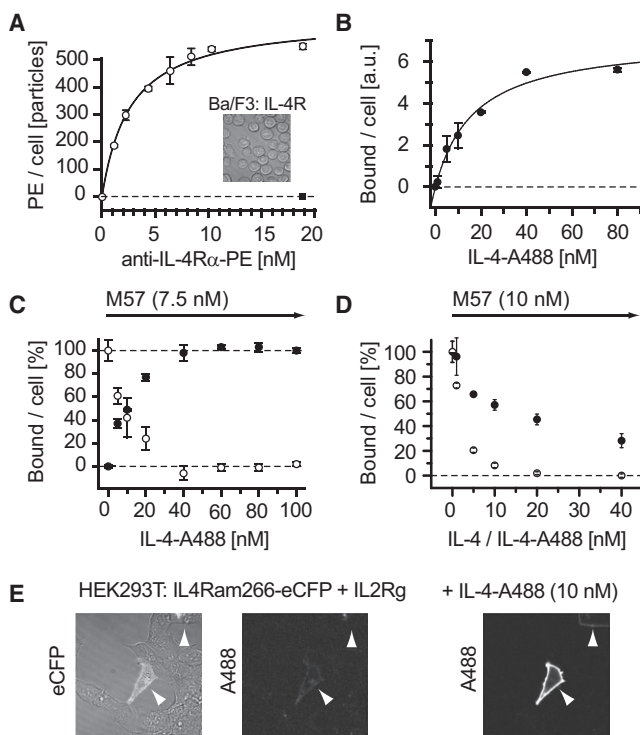 A
PE / cell [particles]
500
400
300
200
100
0
Ba/F3: IL-4R
0 4 8 12 16 20
anti-IL-4Rα-PE [nM]
B
Bound / cell [a.u.]
6
4
2
0
0 20 40 60 80
IL-4-A488 [nM]
C
M57 (7.5 nM)
Bound / cell [%]
100
80
60
40
20
0
0 20 40 60 80 100
IL-4-A488 [nM]
D
M57 (10 nM)
Bound / cell [%]
100
80
60
40
20
0
0 10 20 30 40
IL-4 / IL-4-A488 [nM]
E
HEK293T: IL4Ram266-eCFP + IL2Rg
+ IL-4-A488 (10 nM)
eCFP
A488
A488